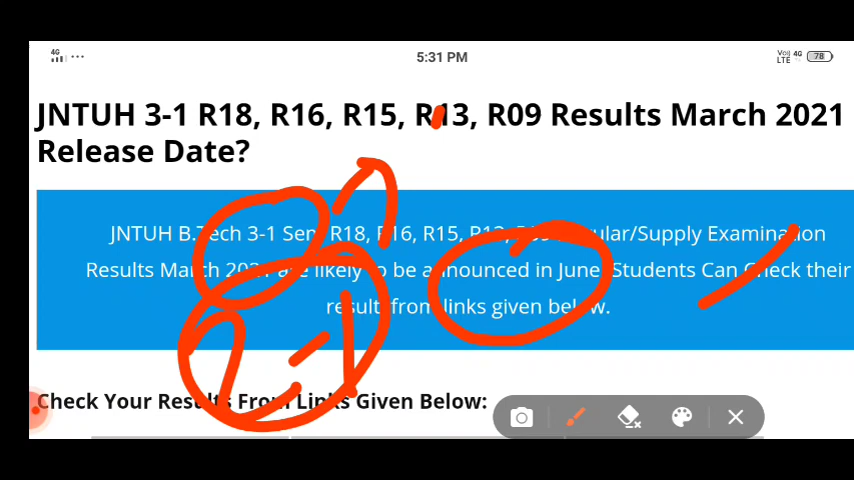 4G 5:31 PM Vo) LTE 4G 78
JNTUH 3-1 R18, R16, R15, R13, R09 Results March 2021
Release Date?
JNTUH B.Tech 3-1 Sem R18, R16, R15, R13, R09 Regular/Supply Examination
Results March 2021 are likely to be announced in June. Students Can Check their
results from links given below.
2-1
Check Your Results From Links Given Below: